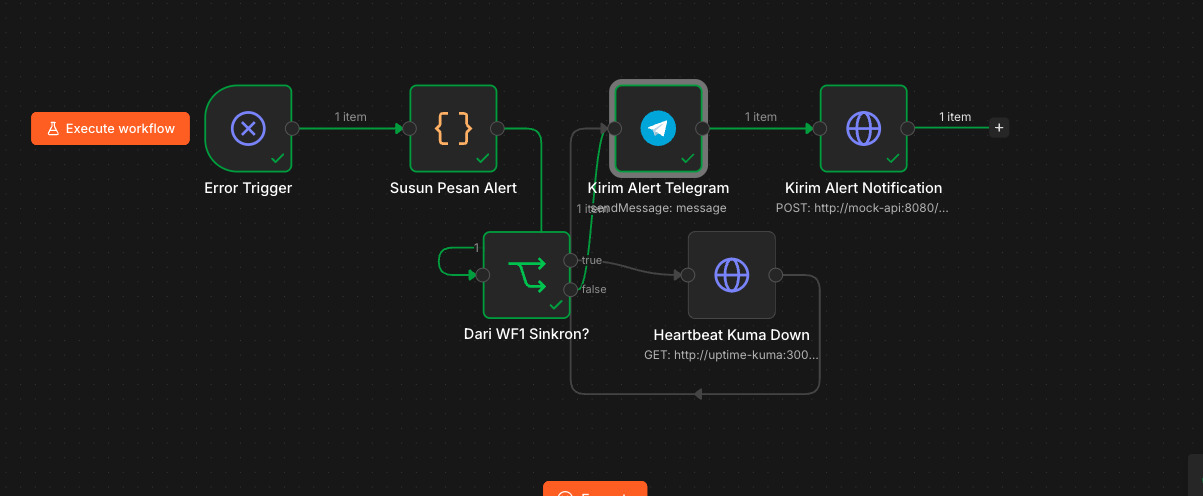 Execute workflow
1 item
1 item
1 item
Error Trigger
Susun Pesan Alert
Kirim Alert Telegram
sendMessage: message
Kirim Alert Notification
POST: http://mock-api:8080/...
1 item
1
true
false
Dari WF1 Sinkron?
Heartbeat Kuma Down
GET: http://uptime-kuma:300...